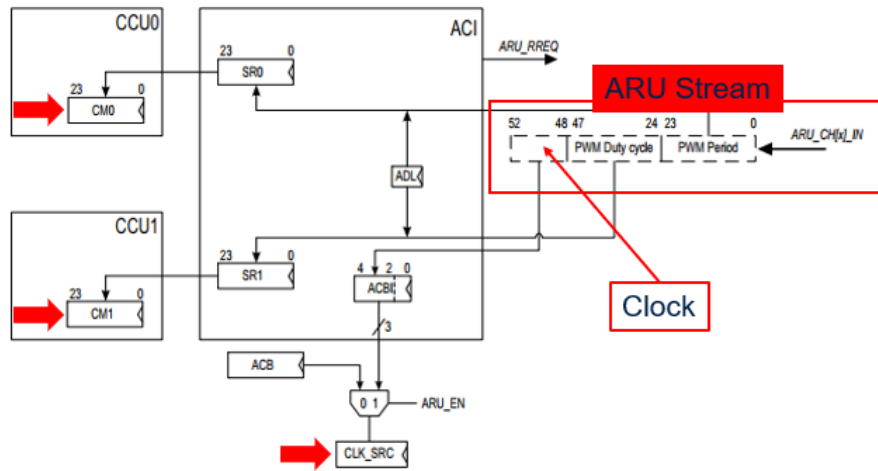 CCU0
ACI
23 0
SR0
ARU_RREQ
23 0
CM0
ARU Stream
52 48 47 24 23 0
PWM Duty cycle PWM Period
ARU_CH[x]_IN
ADL
CCU1
23 0
SR1
4 2 0
ACBI
23 0
CM1
Clock
3
ACB
0 1
ARU_EN
CLK_SRC